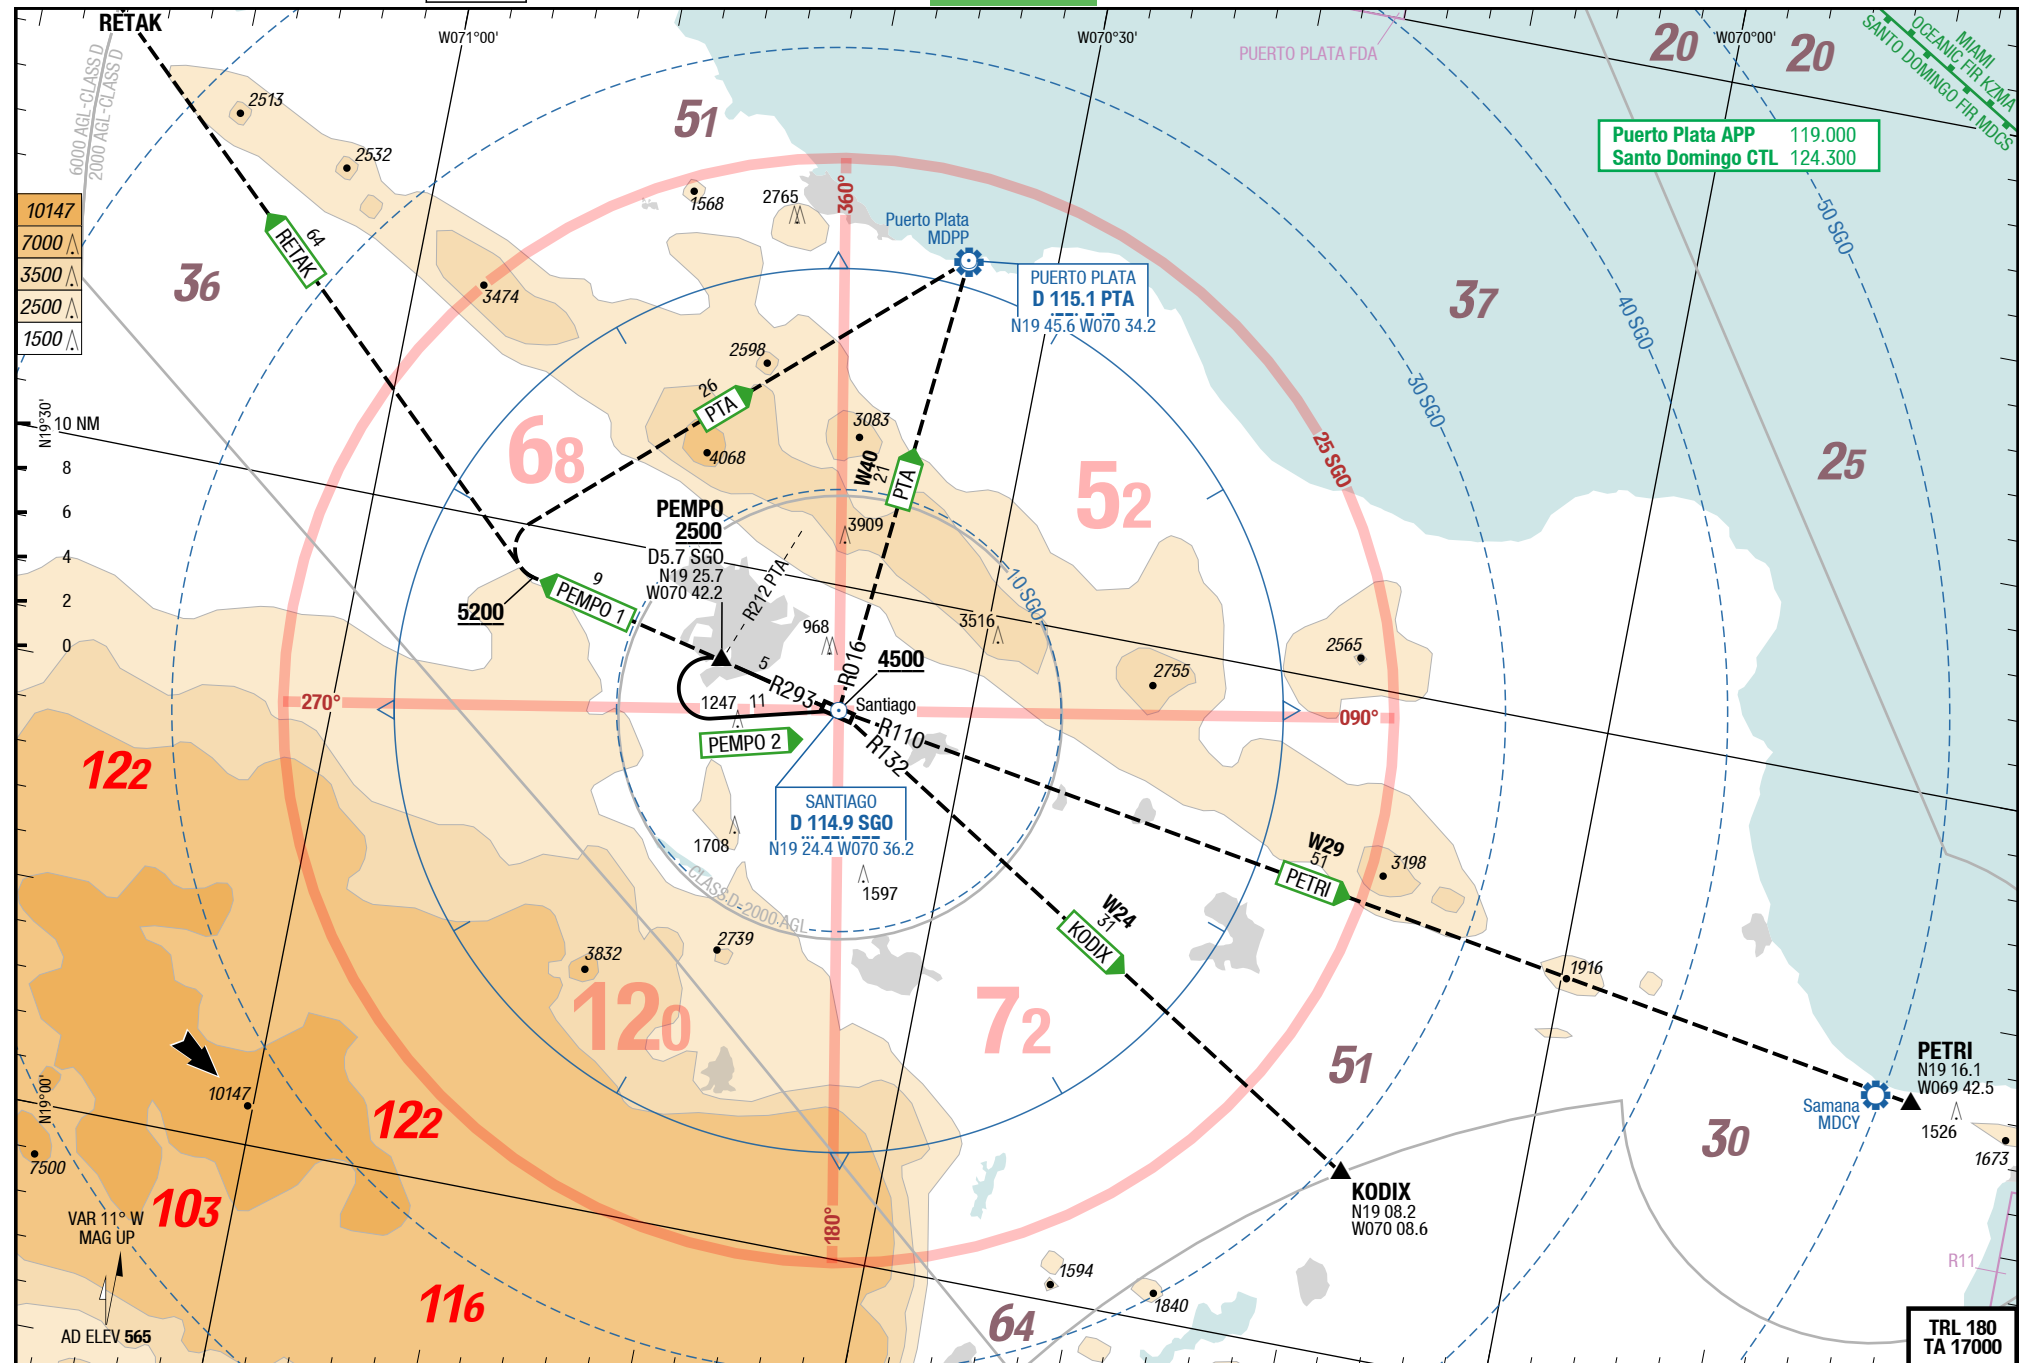 RETAK
W071°00'
W070°30'
W070°00'
PUERTO PLATA FDA
20
20
MIAMI
OCEANIC FIR KZMA
SANTO DOMINGO FIR MDCS
6000 AGL-CLASS D
2000 AGL-CLASS D
2513
51
Puerto Plata APP 119.000
Santo Domingo CTL 124.300
2532
1568
2765
360°
10147
7000
3500
2500
1500
Puerto Plata
MDPP
50 SGO
64
RETAK
36
3474
PUERTO PLATA
D 115.1 PTA
N19 45.6 W070 34.2
37
40 SGO
2598
26
PTA
30 SGO
N19°30'
10 NM
8
6
4
2
0
68
4068
3083
W40
21
PTA
52
25 SGO
25
PEMPO
2500
D5.7 SGO
N19 25.7
W070 42.2
3909
R212 PTA
10 SGO
9
PEMPO 1
5200
968
3516
R016
4500
2565
2755
5
R293
1247
11
Santiago
270°
090°
R110
R132
PEMPO 2
122
SANTIAGO
D 114.9 SGO
N19 24.4 W070 36.2
1708
1597
CLASS D-2000 AGL
W29
51
PETRI
3198
W24
31
KODIX
2739
3832
1916
120
72
51
PETRI
N19 16.1
W069 42.5
Samana
MDCY
1526
1673
30
10147
N19°00'
122
7500
103
KODIX
N19 08.2
W070 08.6
180°
VAR 11° W
MAG UP
R11
1594
1840
116
64
AD ELEV 565
TRL 180
TA 17000